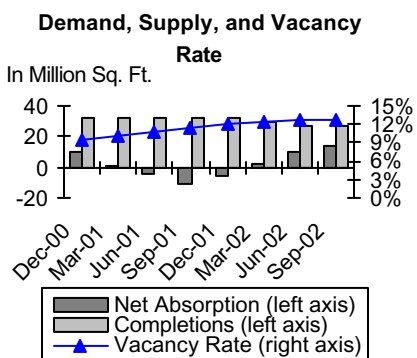 Demand, Supply, and Vacancy
Rate
In Million Sq. Ft.
40
20
0
-20
15%
12%
9%
6%
3%
0%
Dec-00
Mar-01
Jun-01
Sep-01
Dec-01
Mar-02
Jun-02
Sep-02
Net Absorption (left axis)
Completions (left axis)
Vacancy Rate (right axis)